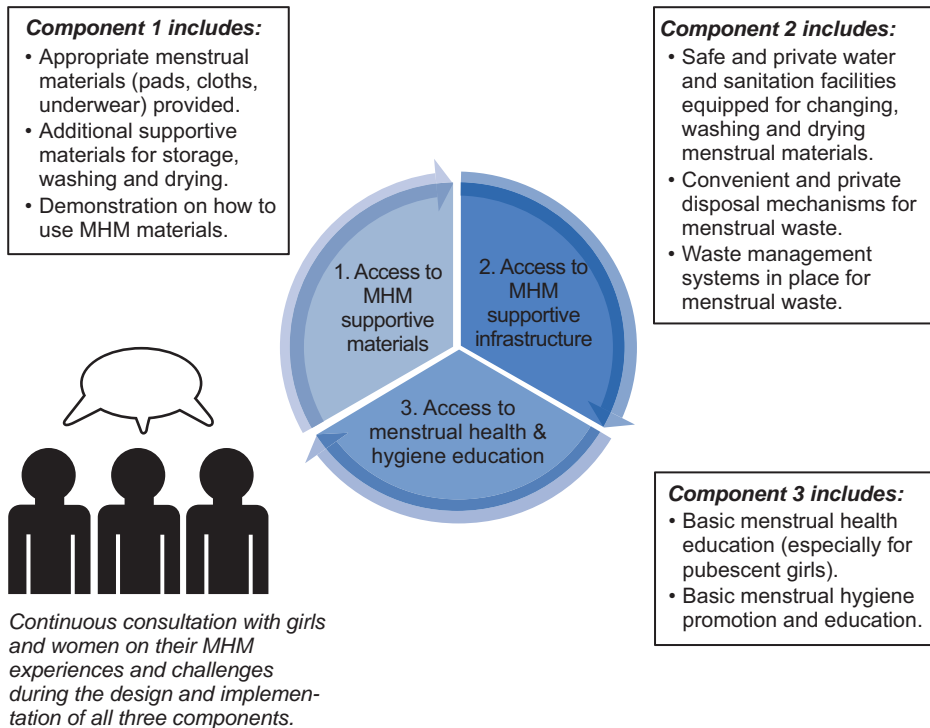 Component 1 includes:
• Appropriate menstrual
materials (pads, cloths,
underwear) provided.
• Additional supportive
materials for storage,
washing and drying.
• Demonstration on how to
use MHM materials.
Component 2 includes:
• Safe and private water
and sanitation facilities
equipped for changing,
washing and drying
menstrual materials.
• Convenient and private
disposal mechanisms for
menstrual waste.
• Waste management
systems in place for
menstrual waste.
1. Access to
MHM
supportive
materials
2. Access to
MHM
supportive
infrastructure
3. Access to
menstrual health &
hygiene education
Component 3 includes:
• Basic menstrual health
education (especially for
pubescent girls).
• Basic menstrual hygiene
promotion and education.
Continuous consultation with girls
and women on their MHM
experiences and challenges
during the design and implemen-
tation of all three components.